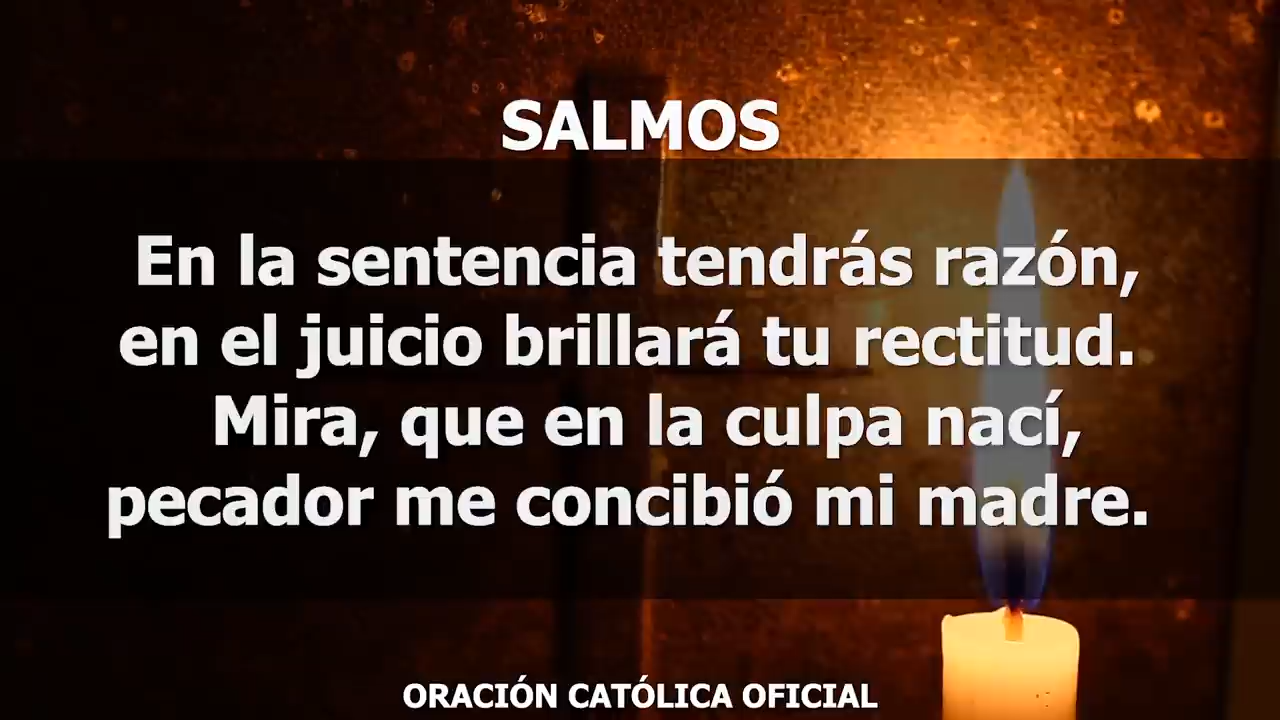 SALMOS
En la sentencia tendrás razón,
en el juicio brillará tu rectitud.
Mira, que en la culpa nací,
pecador me concibió mi madre.
ORACIÓN CATÓLICA OFICIAL